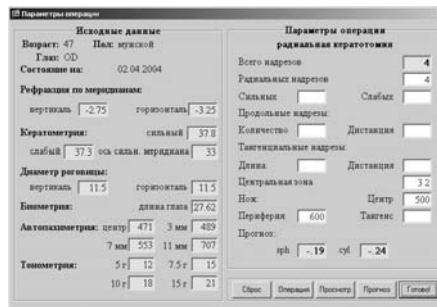 Параметры операции
Исходные данные
Возраст: 47 Пол: мужской
Глаз: OD
Состояние на: 02.04.2004
Рефракция по меридианам:
вертикаль -2.75 горизонталь -3.25
Кератометрия: сильный 37.8
слабый 37.3 ось сильн. меридиана 33
Диаметр роговицы:
вертикаль 11.5 горизонталь 11.5
Биометрия: длина глаза 27.62
Автопахиметрия: центр 471 3 мм 489
7 мм 553 11 мм 707
Тонометрия: 5 г 12 7.5 г 15
10 г 18 15 г 21
Параметры операции
радиальная кератотомия
Всего надрезов 4
Радиальных надрезов 4
Сильных Слабых
Продольные надрезы:
Количество Дистанция
Тангенциальные надрезы:
Длина Дистанция
Центральная зона 3.2
Нож: Центр 500
Периферия 600 Тангенс
Прогноз:
sph -.19 cyl -.24
Сброс Операция Просмотр Прогноз Готово!